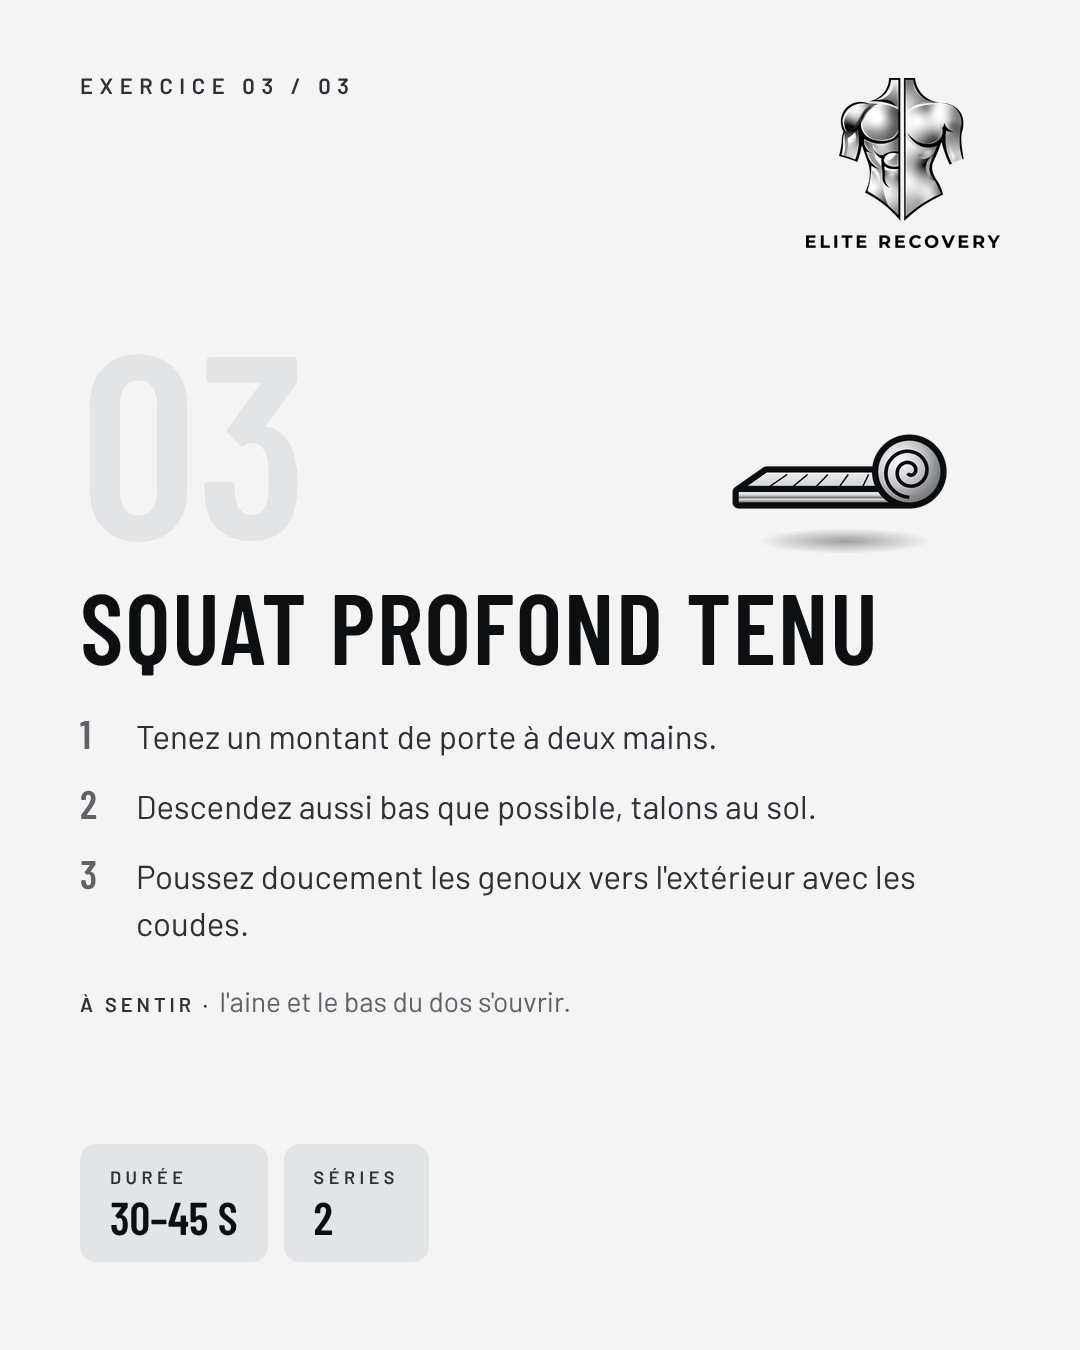 EXERCICE 03 / 03
ELITE RECOVERY
03
SQUAT PROFOND TENU
1 Tenez un montant de porte à deux mains.
2 Descendez aussi bas que possible, talons au sol.
3 Poussez doucement les genoux vers l'extérieur avec les
coudes.
À SENTIR · l'aine et le bas du dos s'ouvrir.
DURÉE
30–45 S
SÉRIES
2